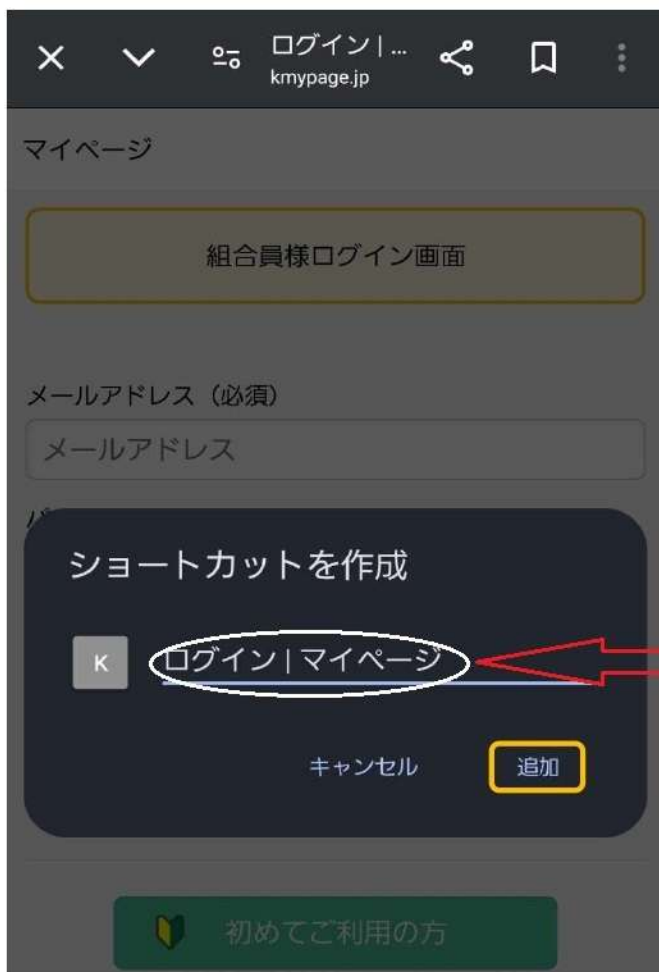 ログイン | ...
kmypage.jp
マイページ
組合員様ログイン画面
メールアドレス（必須）
メールアドレス
ショートカットを作成
K
ログイン | マイページ
キャンセル 追加
初めてご利用の方